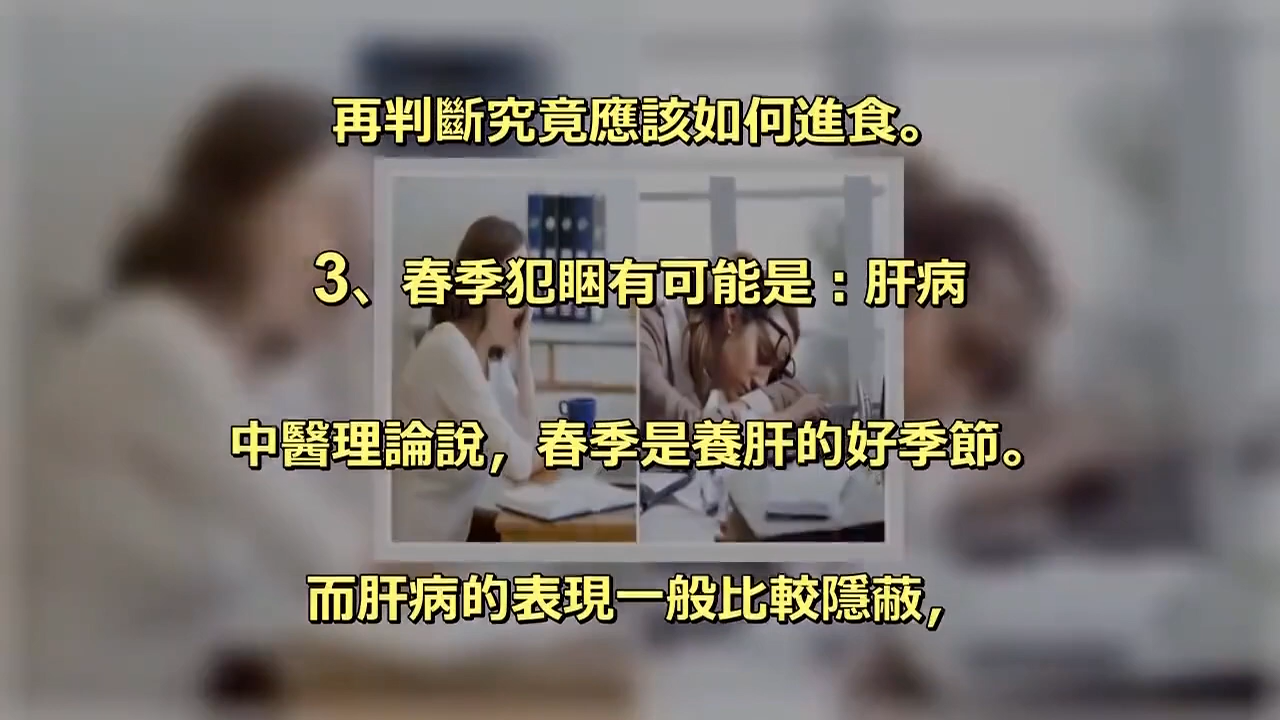 再判斷究竟應該如何進食。
3、春季犯睏有可能是：肝病
中醫理論說，春季是養肝的好季節。
而肝病的表現一般比較隱蔽，